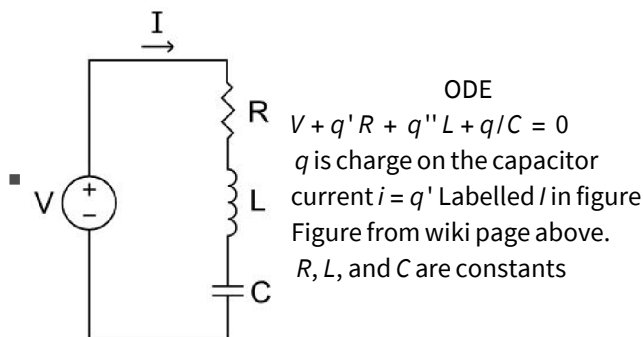 I
R
L
C
V
+
−
ODE
V + q' R + q'' L + q/C = 0
q is charge on the capacitor
current i = q' Labelled I in figure
Figure from wiki page above.
R, L, and C are constants